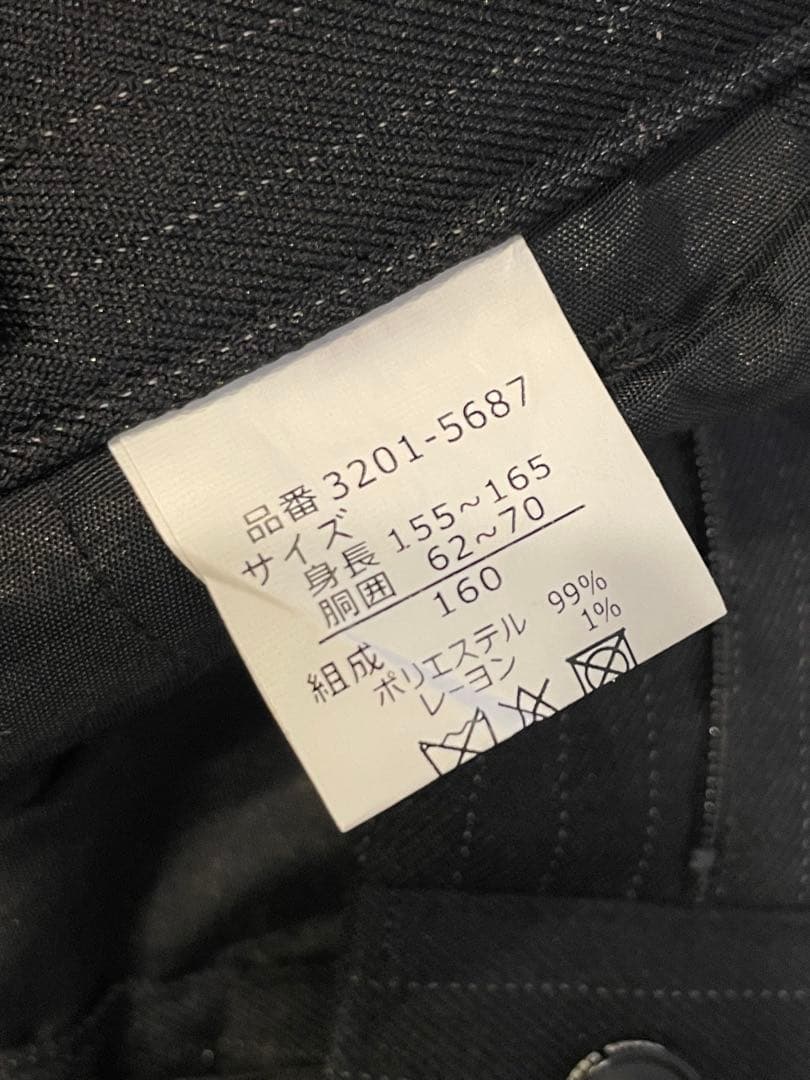 品番 3201-5687
サイズ
身長 155~165
胴囲 62~70
160
組成
ポリエステル 99%
レーヨン 1%